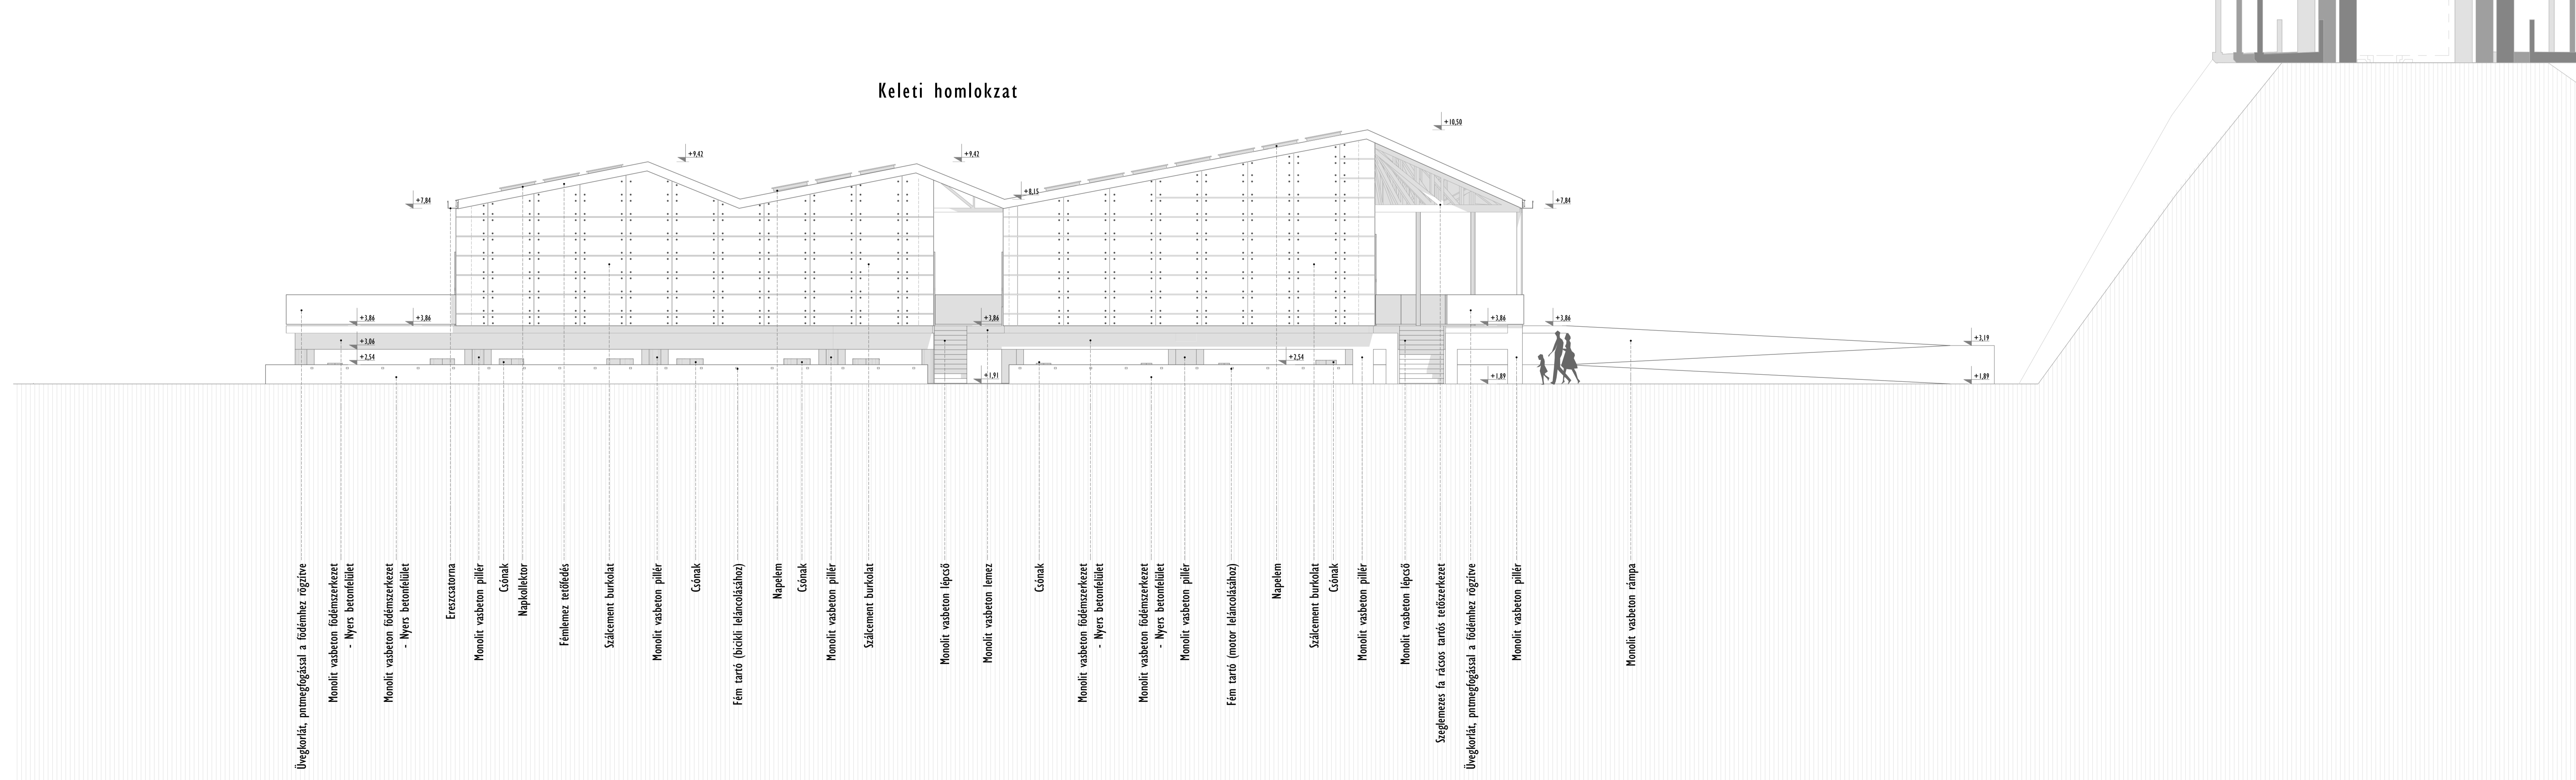 Keleti homlokzat
+10,50
+9,42
+9,42
+8,15
+7,84
+7,84
+3,86
+3,86
+3,86
+3,86
+3,86
+3,19
+3,06
+2,54
+2,54
+1,91
+1,89
+1,89
Üvegkorlát, pntmegfogással a födémhez rögzítve
Monolit vasbeton födémszerkezet
- Nyers betonfelület
Monolit vasbeton födémszerkezet
- Nyers betonfelület
Ereszcsatorna
Monolit vasbeton pillér
Csónak
Napkollektor
Fémlemez tetőfedés
Szálcement burkolat
Monolit vasbeton pillér
Csónak
Fém tartó (bicikli leláncolásához)
Napelem
Csónak
Monolit vasbeton pillér
Szálcement burkolat
Monolit vasbeton lépcső
Monolit vasbeton lemez
Csónak
Monolit vasbeton födémszerkezet
- Nyers betonfelület
Monolit vasbeton födémszerkezet
- Nyers betonfelület
Monolit vasbeton pillér
Fém tartó (motor leláncolásához)
Napelem
Szálcement burkolat
Csónak
Monolit vasbeton pillér
Monolit vasbeton lépcső
Szeglemezes fa rácsos tartós tetőszerkezet
Üvegkorlát, pntmegfogással a födémhez rögzítve
Monolit vasbeton pillér
Monolit vasbeton rámpa